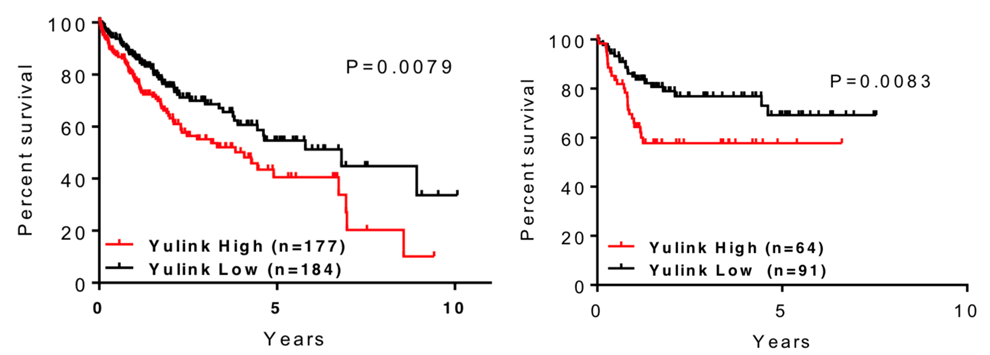 100
80
60
40
20
0
Percent survival
P=0.0079
Yulink High (n=177)
Yulink Low (n=184)
0 5 10
Years
100
80
60
40
20
0
Percent survival
P=0.0083
Yulink High (n=64)
Yulink Low (n=91)
0 5 10
Years